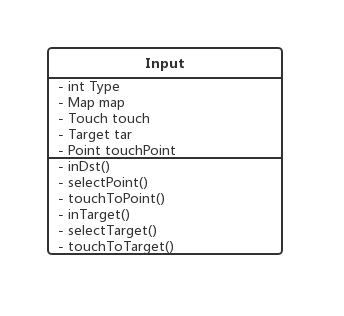 Input
- int Type
- Map map
- Touch touch
- Target tar
- Point touchPoint
- inDst()
- selectPoint()
- touchToPoint()
- inTarget()
- selectTarget()
- touchToTarget()